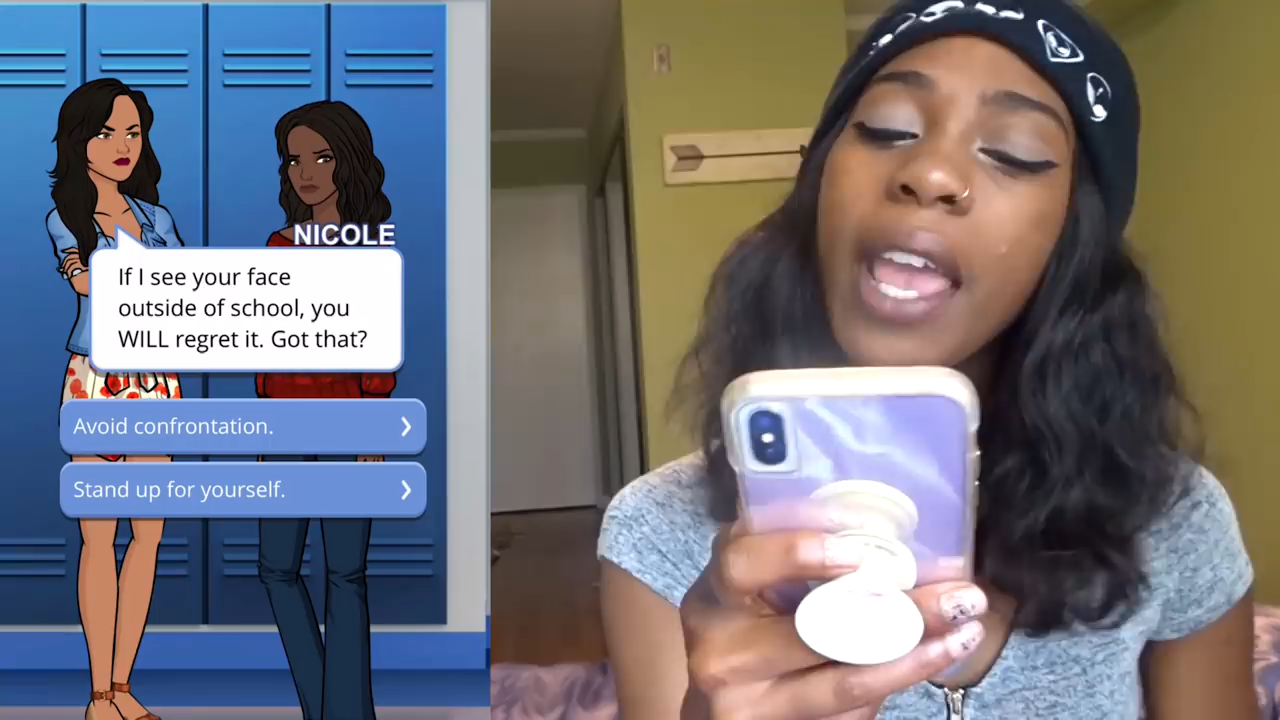 NICOLE
If I see your face
outside of school, you
WILL regret it. Got that?
Avoid confrontation.
Stand up for yourself.